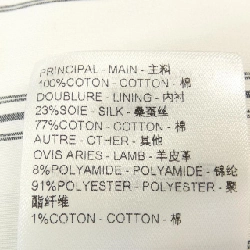 PRINCIPAL - MAIN - 主料
100%COTON - COTTON - 棉
DOUBLURE - LINING - 内衬
23%SOIE - SILK - 桑蚕丝
77%COTON - COTTON - 棉
AUTRE - OTHER - 其他
OVIS ARIES - LAMB - 羊皮革
8%POLYAMIDE - POLYAMIDE - 锦纶
91%POLYESTER - POLYESTER - 聚
酯纤维
1%COTON - COTTON - 棉